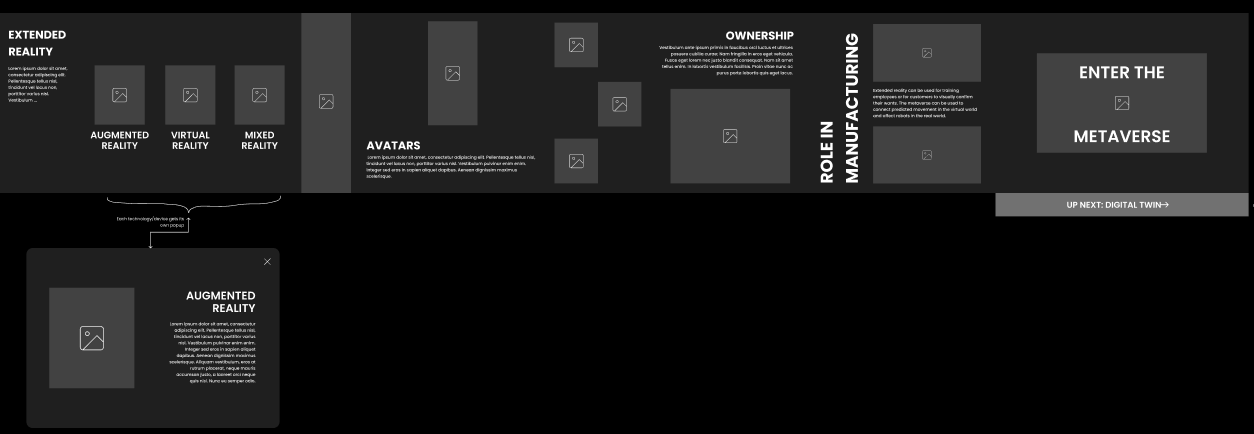 EXTENDED
REALITY
Lorem ipsum dolor sit amet,
consectetur adipiscing elit.
Pellentesque tellus nisl,
tincidunt vel lacus non,
porttitor varius nisl.
Vestibulum ...
AUGMENTED
REALITY
VIRTUAL
REALITY
MIXED
REALITY
AVATARS
Lorem ipsum dolor sit amet, consectetur adipiscing elit. Pellentesque tellus nisl,
tincidunt vel lacus non, porttitor varius nisl. Vestibulum pulvinar enim enim.
Integer sed eros in sapien aliquet dapibus. Aenean dignissim maximus
scelerisque.
OWNERSHIP
Vestibulum ante ipsum primis in faucibus orci luctus et ultrices
posuere cubilia curae; Nam fringilla in eros eget vehicula.
Fusce eget lorem nec justo blandit consequat. Nam sit amet
tellus enim. In lobortis vestibulum facilisis. Proin vitae nunc ac
purus porta lobortis quis eget lacus.
ROLE IN
MANUFACTURING
Extended reality can be used for training
employees or for customers to visually confirm
their wants. The metaverse can be used to
connect predicted movement in the virtual world
and affect robots in the real world.
ENTER THE
METAVERSE
UP NEXT: DIGITAL TWIN→
Each technology/device gets its
own popup
AUGMENTED
REALITY
Lorem ipsum dolor sit amet, consectetur
adipiscing elit. Pellentesque tellus nisl,
tincidunt vel lacus non, porttitor varius
nisl. Vestibulum pulvinar enim enim.
Integer sed eros in sapien aliquet
dapibus. Aenean dignissim maximus
scelerisque. Aliquam vestibulum, eros at
rutrum placerat, neque mauris
accumsan justo, a laoreet orci neque
quis nisl. Nunc eu semper odio.